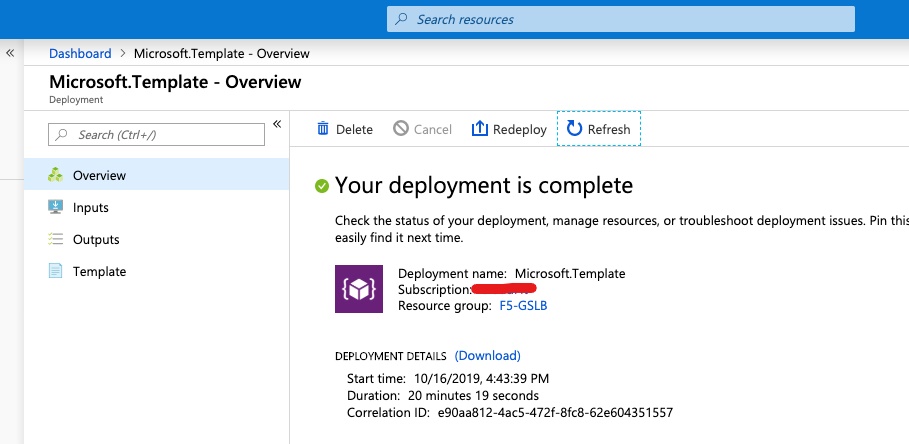 Search resources
Dashboard > Microsoft.Template - Overview
Microsoft.Template - Overview
Deployment
Search (Ctrl+/)
Overview
Inputs
Outputs
Template
Delete
Cancel
Redeploy
Refresh
Your deployment is complete
Check the status of your deployment, manage resources, or troubleshoot deployment issues. Pin this
easily find it next time.
Deployment name: Microsoft.Template
Subscription:
Resource group: F5-GSLB
DEPLOYMENT DETAILS (Download)
Start time: 10/16/2019, 4:43:39 PM
Duration: 20 minutes 19 seconds
Correlation ID: e90aa812-4ac5-472f-8fc8-62e604351557